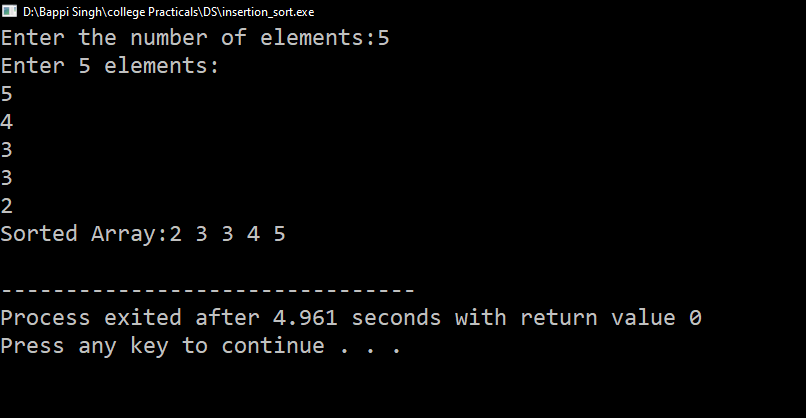 D:\Bappi Singh\college Practicals\DS\insertion_sort.exe
Enter the number of elements:5
Enter 5 elements:
5
4
3
3
2
Sorted Array:2 3 3 4 5
--------------------------------
Process exited after 4.961 seconds with return value 0
Press any key to continue . . .